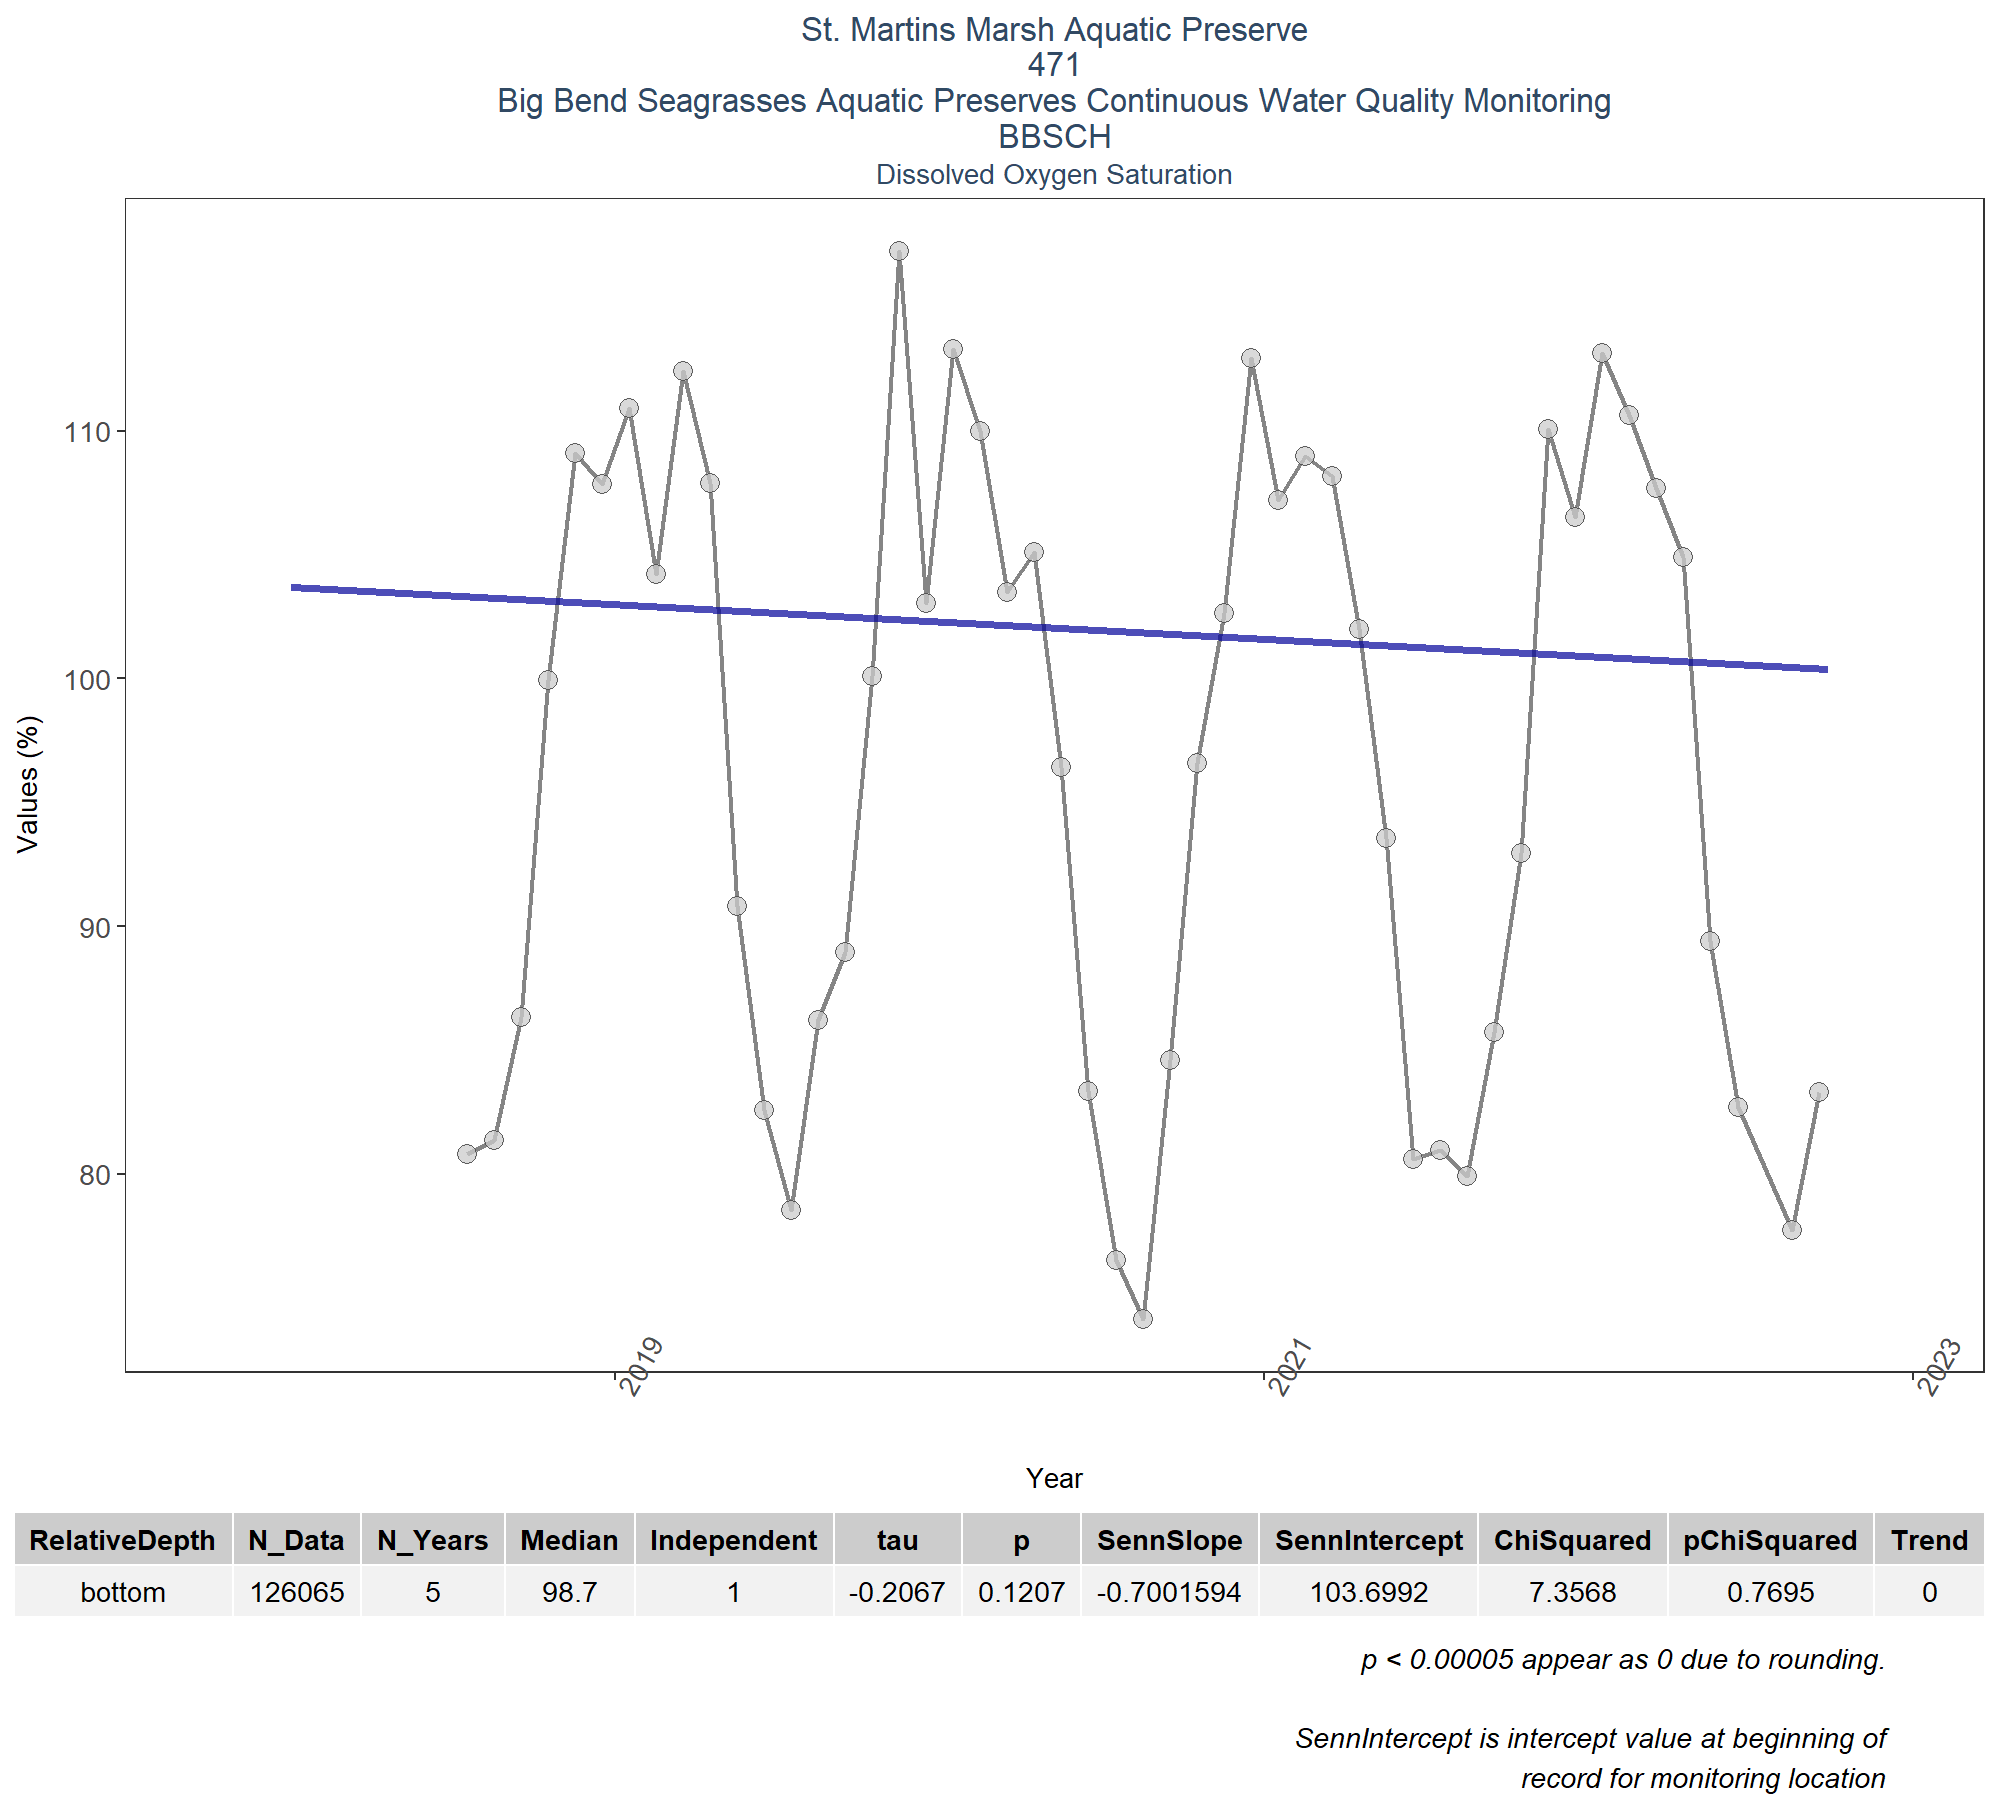 St. Martins Marsh Aquatic Preserve
471
Big Bend Seagrasses Aquatic Preserves Continuous Water Quality Monitoring
BBSCH
Dissolved Oxygen Saturation
110
100
90
80
Values (%)
2019
2021
2023
Year
RelativeDepth N_Data N_Years Median Independent tau p SennSlope SennIntercept ChiSquared pChiSquared Trend
bottom 126065 5 98.7 1 -0.2067 0.1207 -0.7001594 103.6992 7.3568 0.7695 0
p < 0.00005 appear as 0 due to rounding.
SennIntercept is intercept value at beginning of
record for monitoring location